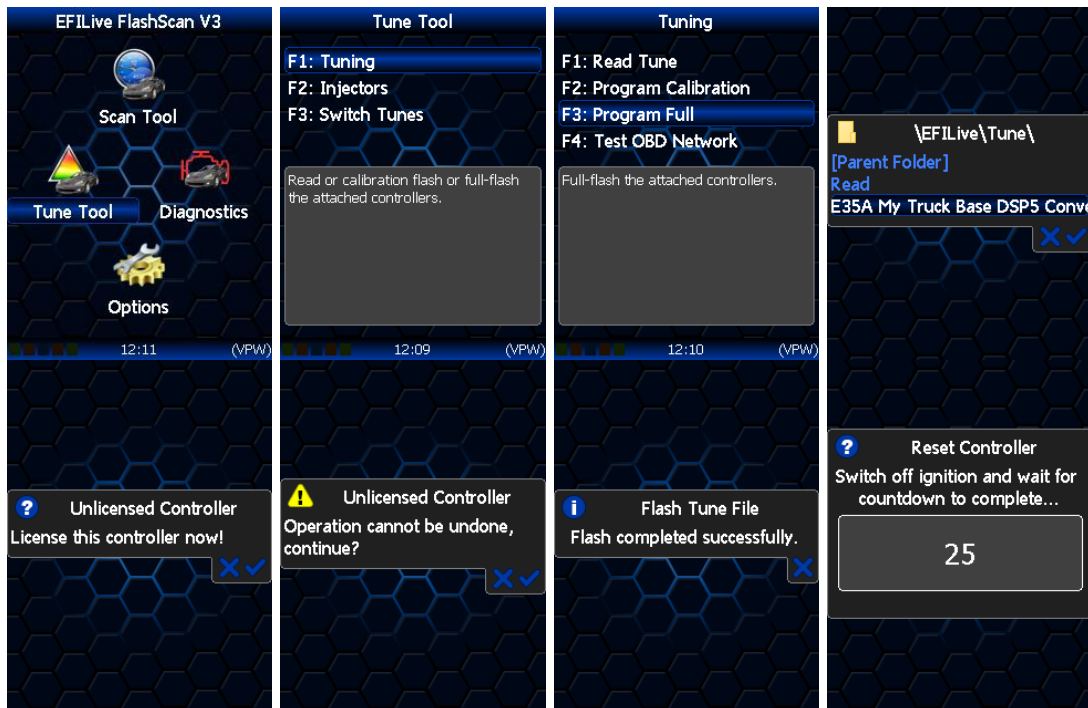 EFILive FlashScan V3
Scan Tool
Tune Tool
Diagnostics
Options
12:11
(VPW)
Tune Tool
F1: Tuning
F2: Injectors
F3: Switch Tunes
Read or calibration flash or full-flash
the attached controllers.
12:09
(VPW)
Tuning
F1: Read Tune
F2: Program Calibration
F3: Program Full
F4: Test OBD Network
Full-flash the attached controllers.
12:10
(VPW)
\EFILive\Tune\
[Parent Folder]
Read
E35A My Truck Base DSP5 Conve
Unlicensed Controller
License this controller now!
Unlicensed Controller
Operation cannot be undone,
continue?
Flash Tune File
Flash completed successfully.
Reset Controller
Switch off ignition and wait for
countdown to complete...
25